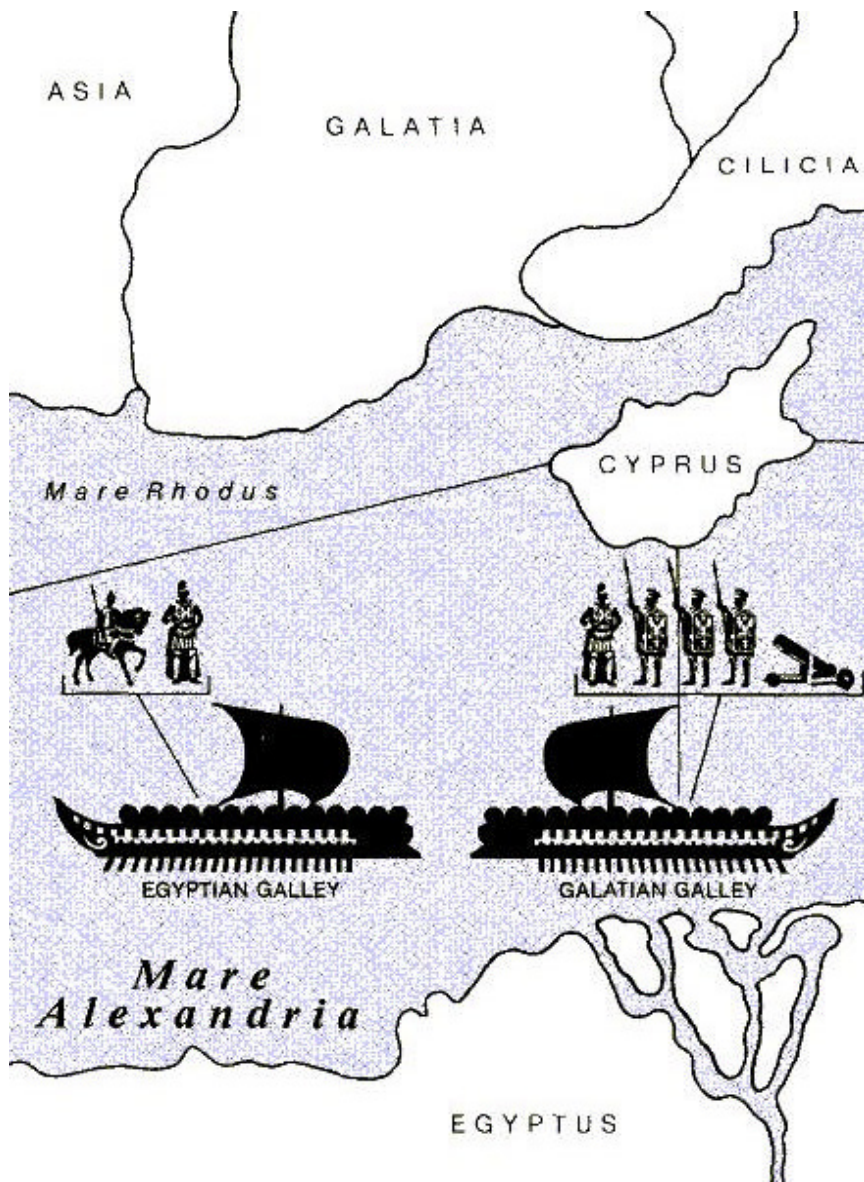 ASIA
GALATIA
CILICIA
CYPRUS
Mare Rhodus
EGYPTIAN GALLEY
GALATIAN GALLEY
Mare
Alexandria
EGYPTUS